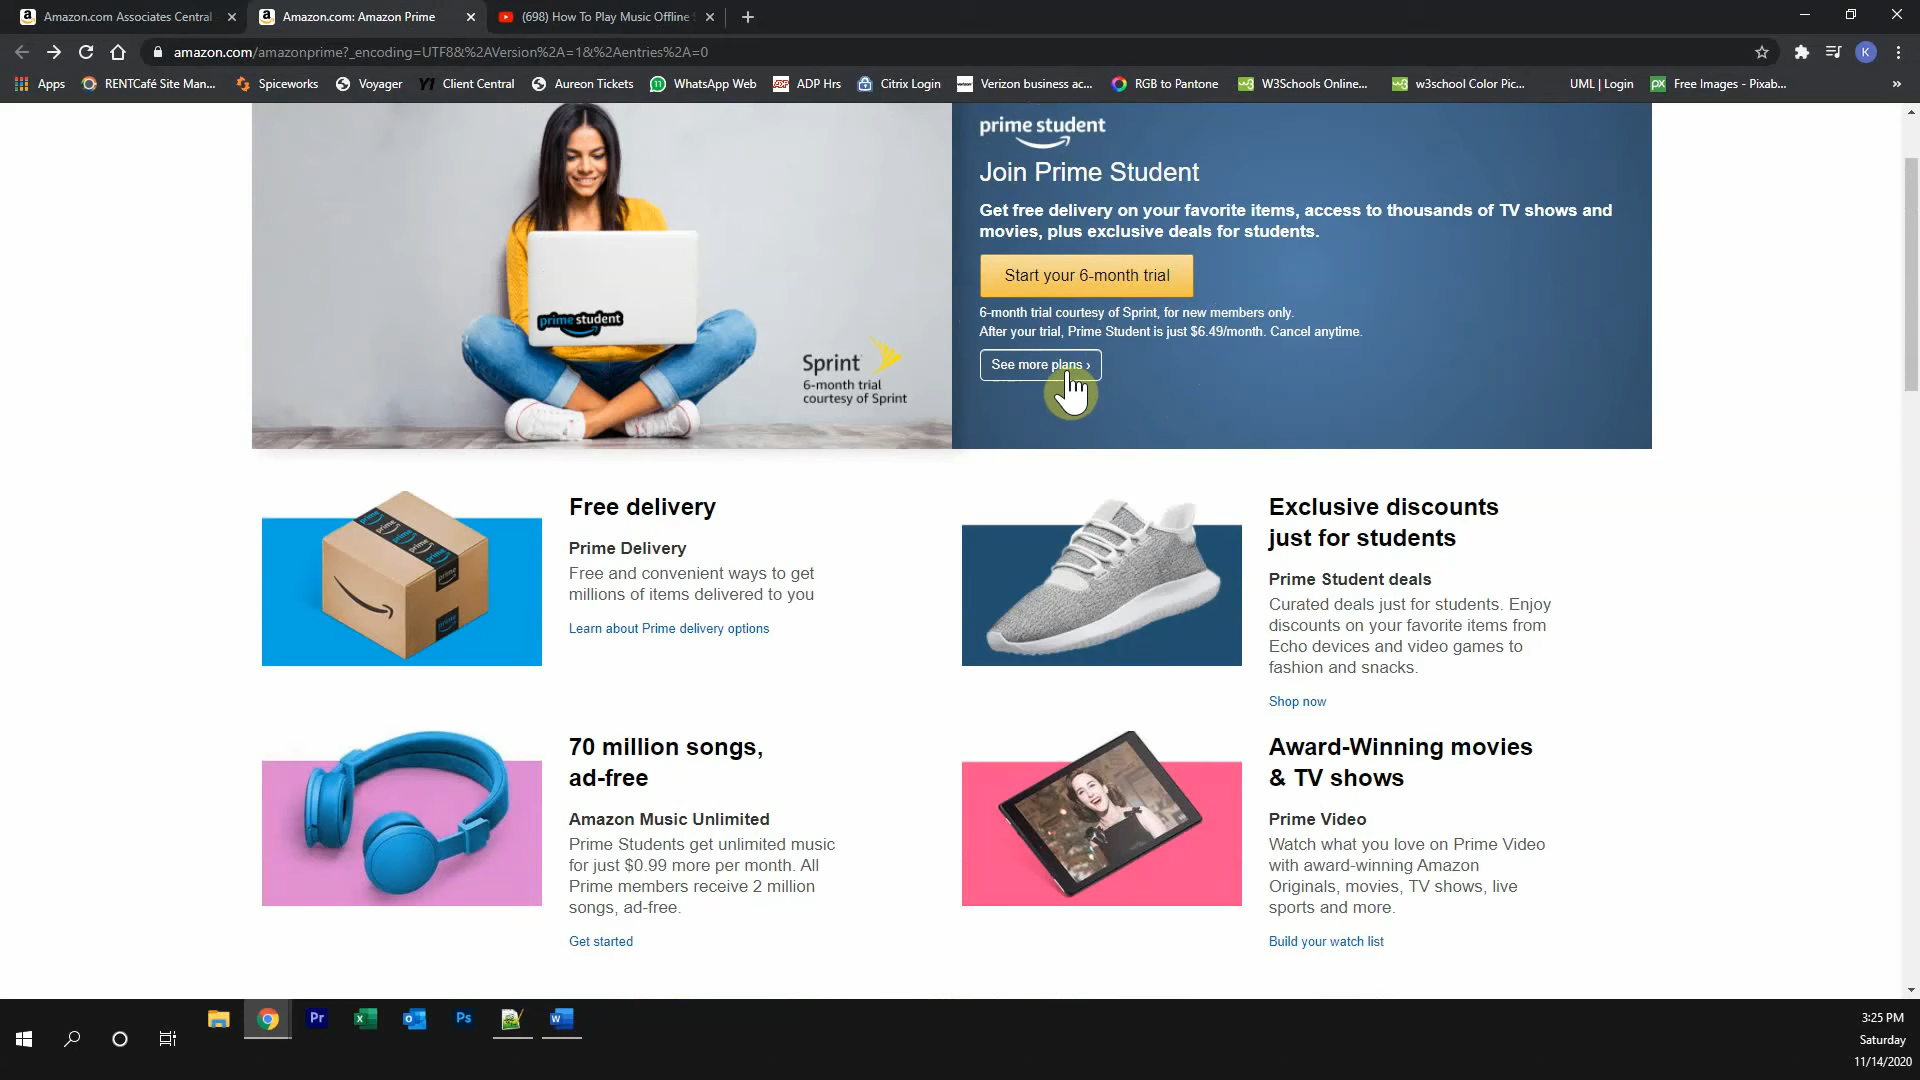 Amazon.com Associates Central
Amazon.com: Amazon Prime
(698) How To Play Music Offline
amazon.com/amazonprime?_encoding=UTF8&%2AVersion%2A=1&%2Aentries%2A=0
K
Apps
RENTCafé Site Man...
Spiceworks
Voyager
Client Central
Aureon Tickets
WhatsApp Web
ADP Hrs
Citrix Login
Verizon business ac...
RGB to Pantone
W3Schools Online...
w3school Color Pic...
UML | Login
Free Images - Pixab...
»
prime student
Join Prime Student
Get free delivery on your favorite items, access to thousands of TV shows and
movies, plus exclusive deals for students.
Start your 6-month trial
6-month trial courtesy of Sprint, for new members only.
After your trial, Prime Student is just $6.49/month. Cancel anytime.
See more plans ›
prime student
Sprint
6-month trial
courtesy of Sprint
Free delivery
Prime Delivery
Free and convenient ways to get
millions of items delivered to you
Learn about Prime delivery options
prime
prime
prime
prime
prime
Exclusive discounts
just for students
Prime Student deals
Curated deals just for students. Enjoy
discounts on your favorite items from
Echo devices and video games to
fashion and snacks.
Shop now
70 million songs,
ad-free
Amazon Music Unlimited
Prime Students get unlimited music
for just $0.99 more per month. All
Prime members receive 2 million
songs, ad-free.
Get started
Award-Winning movies
& TV shows
Prime Video
Watch what you love on Prime Video
with award-winning Amazon
Originals, movies, TV shows, live
sports and more.
Build your watch list
Pr
Ps
3:25 PM
Saturday
11/14/2020